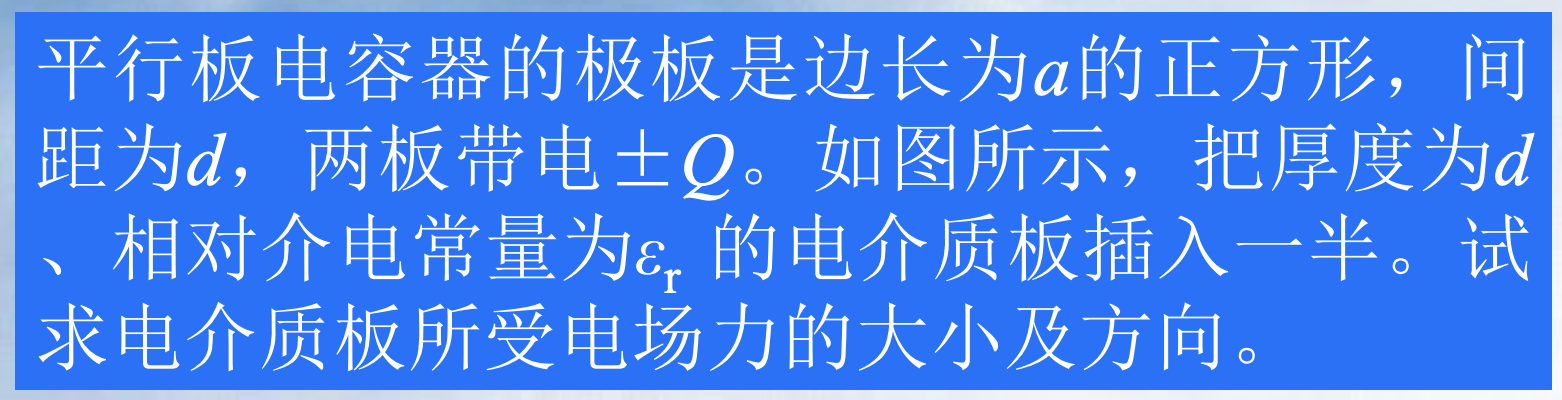 平行板电容器的极板是边长为a的正方形，间
距为d，两板带电±Q。如图所示，把厚度为d
、相对介电常量为εr 的电介质板插入一半。试
求电介质板所受电场力的大小及方向。